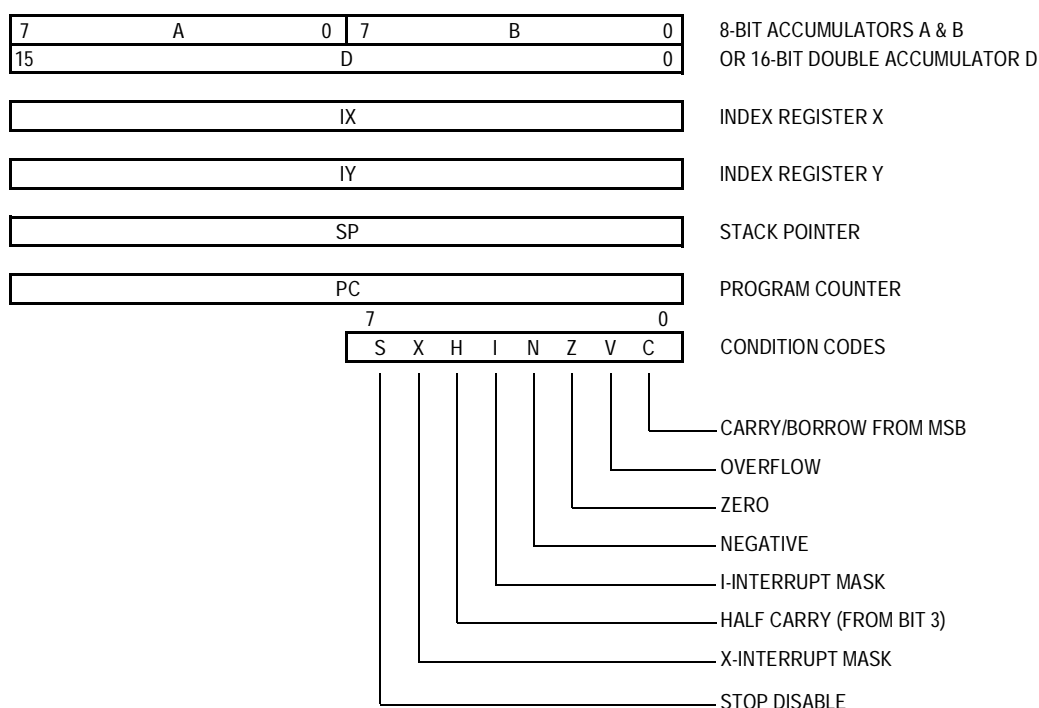 7 A 0 7 B 0 8-BIT ACCUMULATORS A & B
15 D 0 OR 16-BIT DOUBLE ACCUMULATOR D
IX INDEX REGISTER X
IY INDEX REGISTER Y
SP STACK POINTER
PC PROGRAM COUNTER
7 0
S X H I N Z V C CONDITION CODES
CARRY/BORROW FROM MSB
OVERFLOW
ZERO
NEGATIVE
I-INTERRUPT MASK
HALF CARRY (FROM BIT 3)
X-INTERRUPT MASK
STOP DISABLE